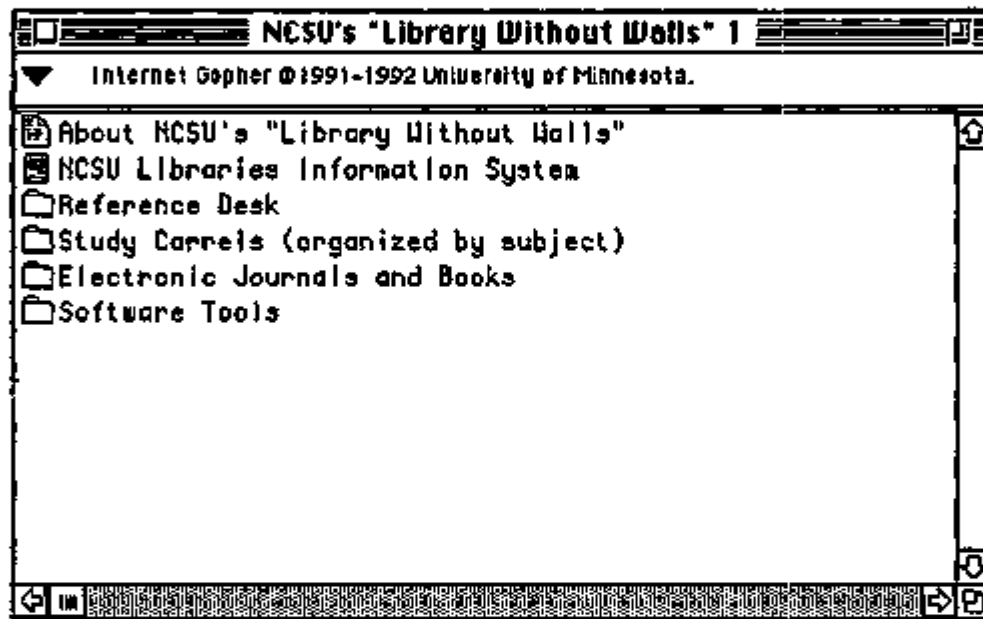 NCSU's "Library Without Walls" 1
Internet Gopher ©1991-1992 University of Minnesota.
About NCSU's "Library Without Walls"
NCSU Libraries Information System
Reference Desk
Study Carrels (organized by subject)
Electronic Journals and Books
Software Tools